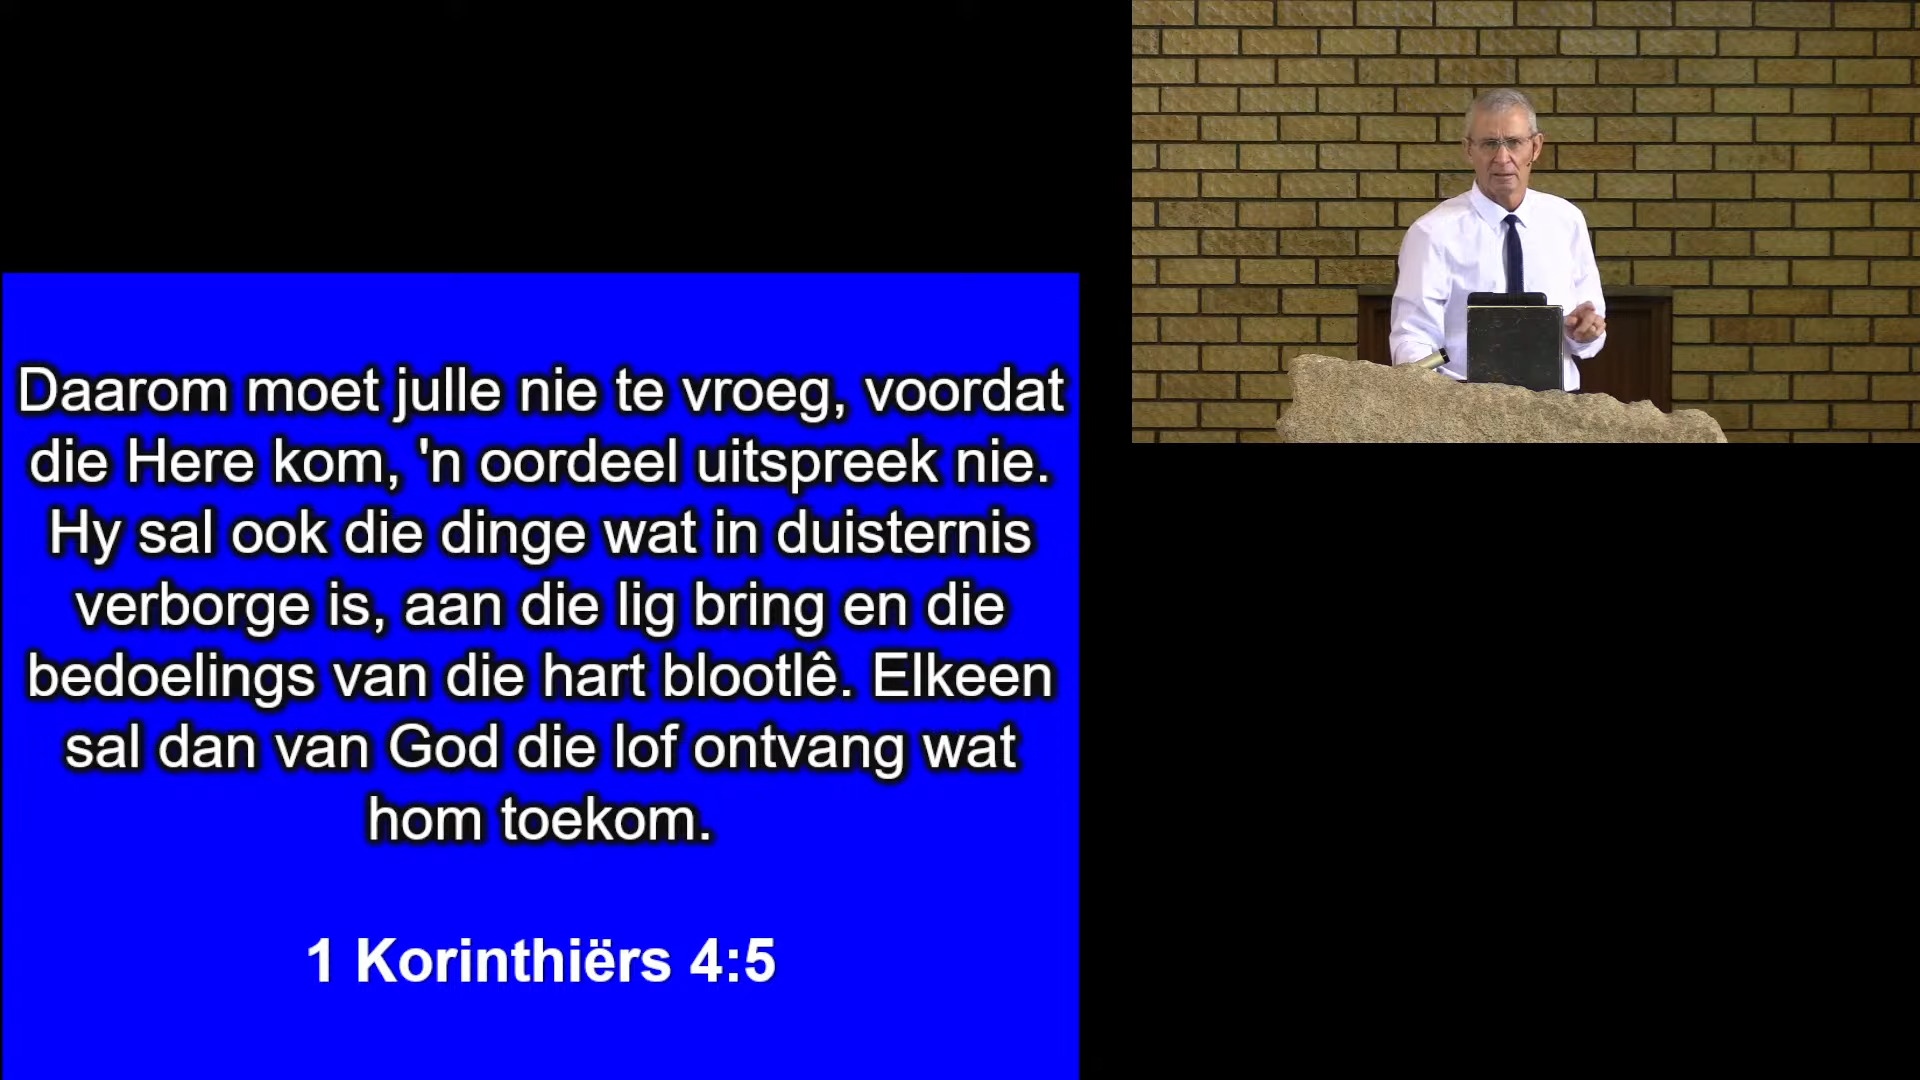 Daarom moet julle nie te vroeg, voordat
die Here kom, 'n oordeel uitspreek nie.
Hy sal ook die dinge wat in duisternis
verborge is, aan die lig bring en die
bedoelings van die hart blootlê. Elkeen
sal dan van God die lof ontvang wat
hom toekom.
1 Korinthiërs 4:5